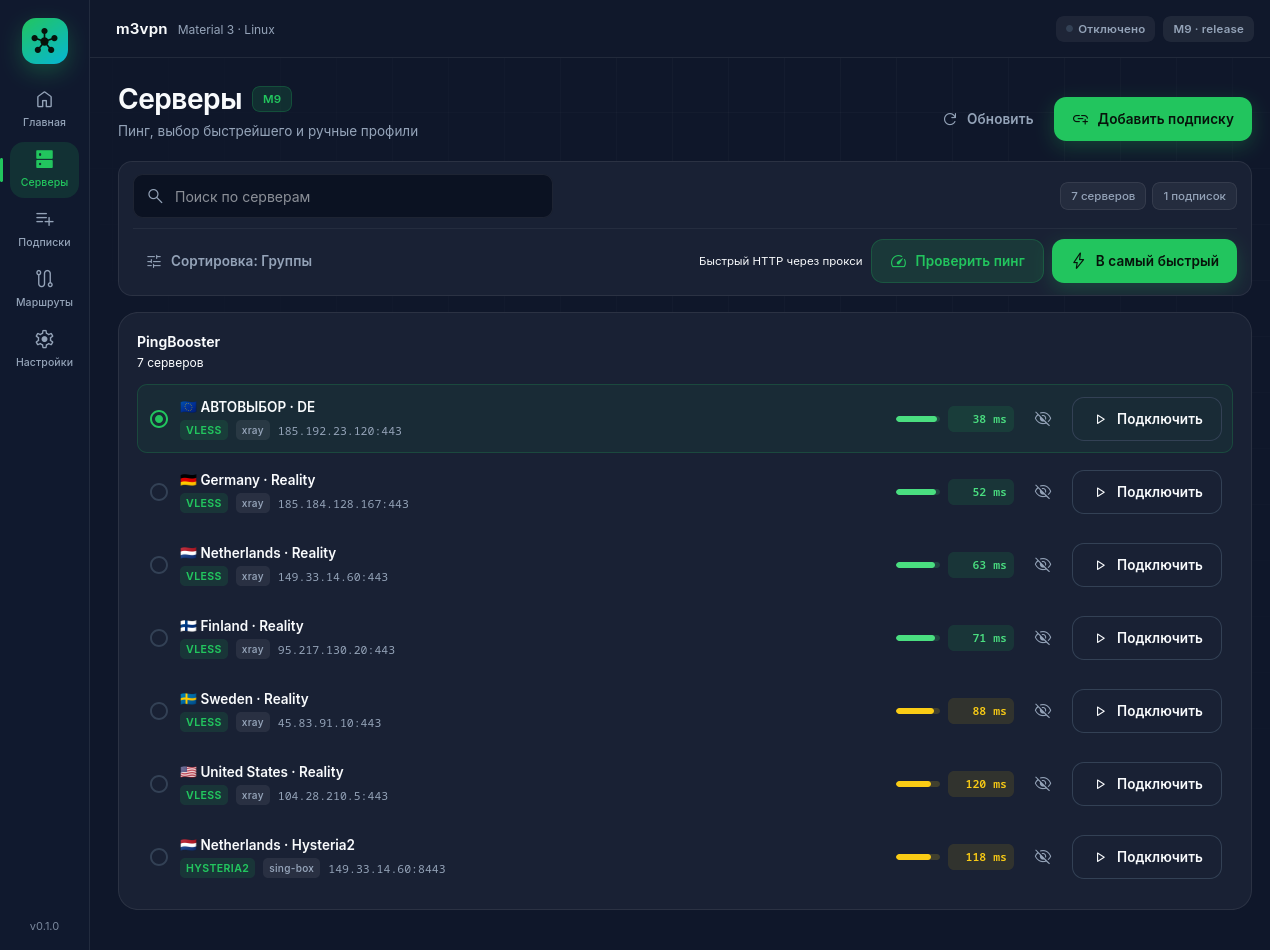 m3vpn Material 3 · Linux
Отключено
M9 · release
Главная
Серверы
Подписки
Маршруты
Настройки
v0.1.0
Серверы M9
Пинг, выбор быстрейшего и ручные профили
Обновить
Добавить подписку
Поиск по серверам
7 серверов
1 подписок
Сортировка: Группы
Быстрый HTTP через прокси
Проверить пинг
В самый быстрый
PingBooster
7 серверов
АВТОВЫБОР · DE
VLESS xray 185.192.23.120:443
38 ms
Подключить
Germany · Reality
VLESS xray 185.184.128.167:443
52 ms
Подключить
Netherlands · Reality
VLESS xray 149.33.14.60:443
63 ms
Подключить
Finland · Reality
VLESS xray 95.217.130.20:443
71 ms
Подключить
Sweden · Reality
VLESS xray 45.83.91.10:443
88 ms
Подключить
United States · Reality
VLESS xray 104.28.210.5:443
120 ms
Подключить
Netherlands · Hysteria2
HYSTERIA2 sing-box 149.33.14.60:8443
118 ms
Подключить